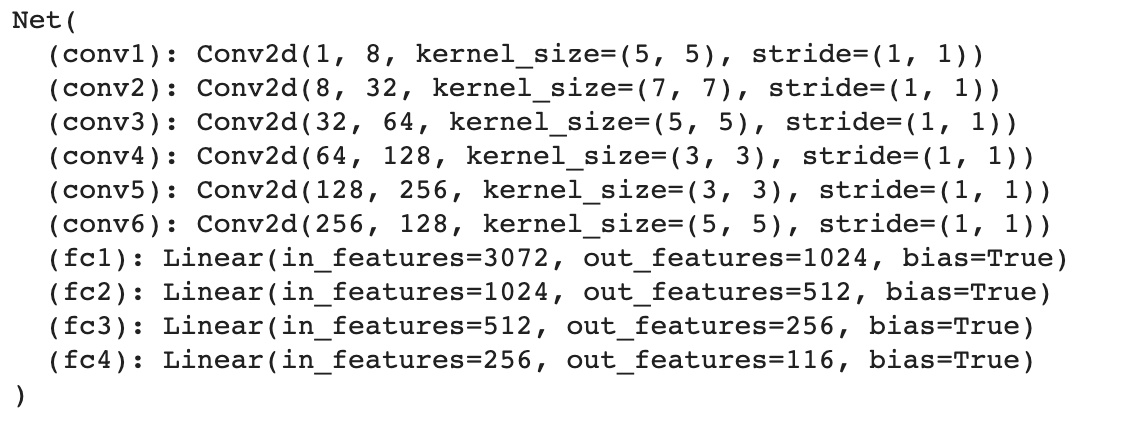 Net(
  (conv1): Conv2d(1, 8, kernel_size=(5, 5), stride=(1, 1))
  (conv2): Conv2d(8, 32, kernel_size=(7, 7), stride=(1, 1))
  (conv3): Conv2d(32, 64, kernel_size=(5, 5), stride=(1, 1))
  (conv4): Conv2d(64, 128, kernel_size=(3, 3), stride=(1, 1))
  (conv5): Conv2d(128, 256, kernel_size=(3, 3), stride=(1, 1))
  (conv6): Conv2d(256, 128, kernel_size=(5, 5), stride=(1, 1))
  (fc1): Linear(in_features=3072, out_features=1024, bias=True)
  (fc2): Linear(in_features=1024, out_features=512, bias=True)
  (fc3): Linear(in_features=512, out_features=256, bias=True)
  (fc4): Linear(in_features=256, out_features=116, bias=True)
)